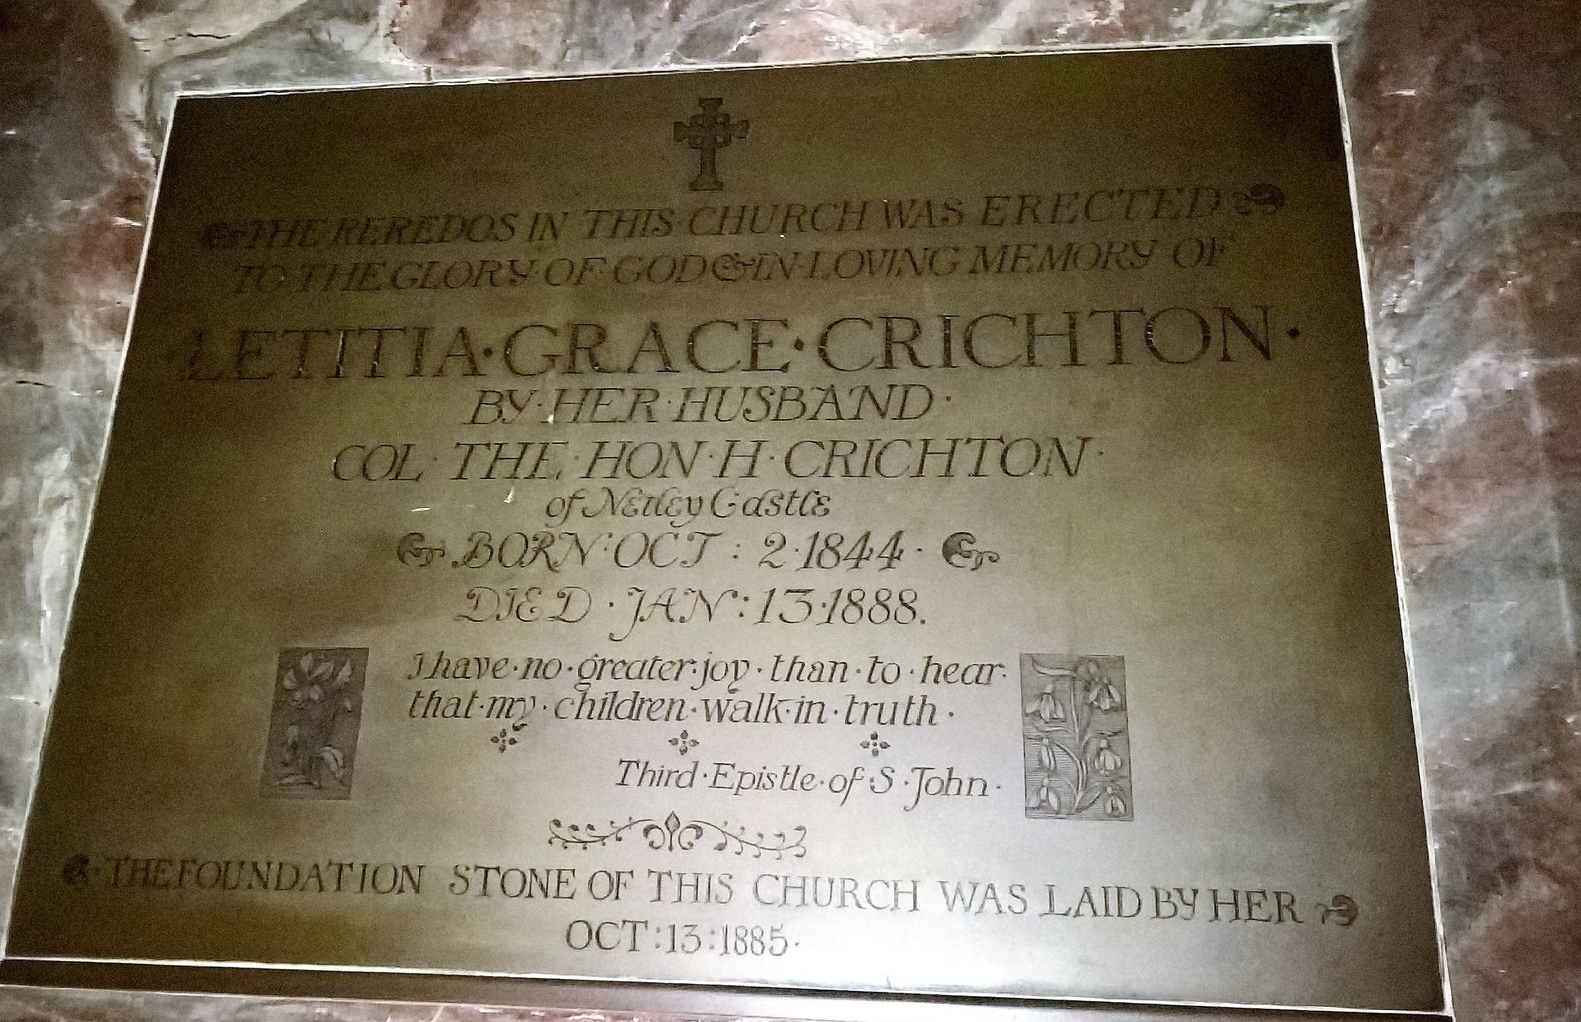 THE REREDOS IN THIS CHURCH WAS ERECTED
TO THE GLORY OF GOD & IN LOVING MEMORY OF
LETITIA·GRACE·CRICHTON·
BY·HER·HUSBAND·
COL·THE·HON·H·CRICHTON·
of Netley Castle
BORN·OCT: 2·1844·
DIED·JAN:13·1888.
I have·no·greater·joy·than·to·hear·
that·my·children·walk·in·truth·
Third·Epistle·of·S·John·
THE FOUNDATION STONE OF THIS CHURCH WAS LAID BY HER
OCT:13:1885·